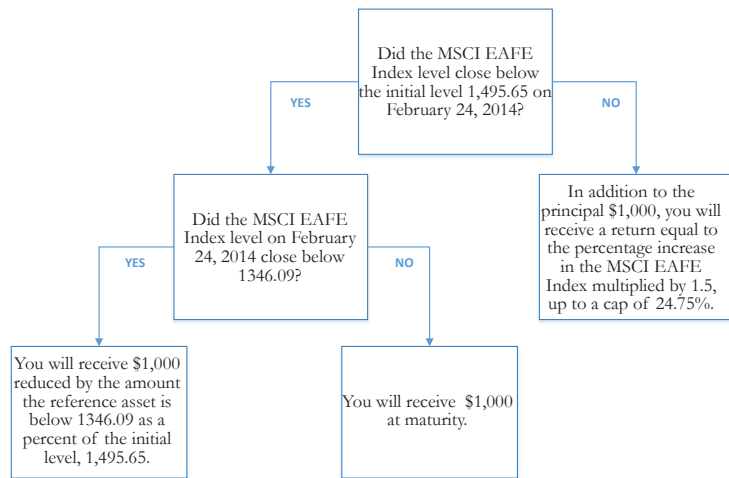 Did the MSCI EAFE
Index level close below
the initial level 1,495.65 on
February 24, 2014?
YES
NO
Did the MSCI EAFE
Index level on February
24, 2014 close below
1346.09?
In addition to the
principal $1,000, you will
receive a return equal to
the percentage increase
in the MSCI EAFE
Index multiplied by 1.5,
up to a cap of 24.75%.
YES
NO
You will receive $1,000
reduced by the amount
the reference asset is
below 1346.09 as a
percent of the initial
level, 1,495.65.
You will receive $1,000
at maturity.